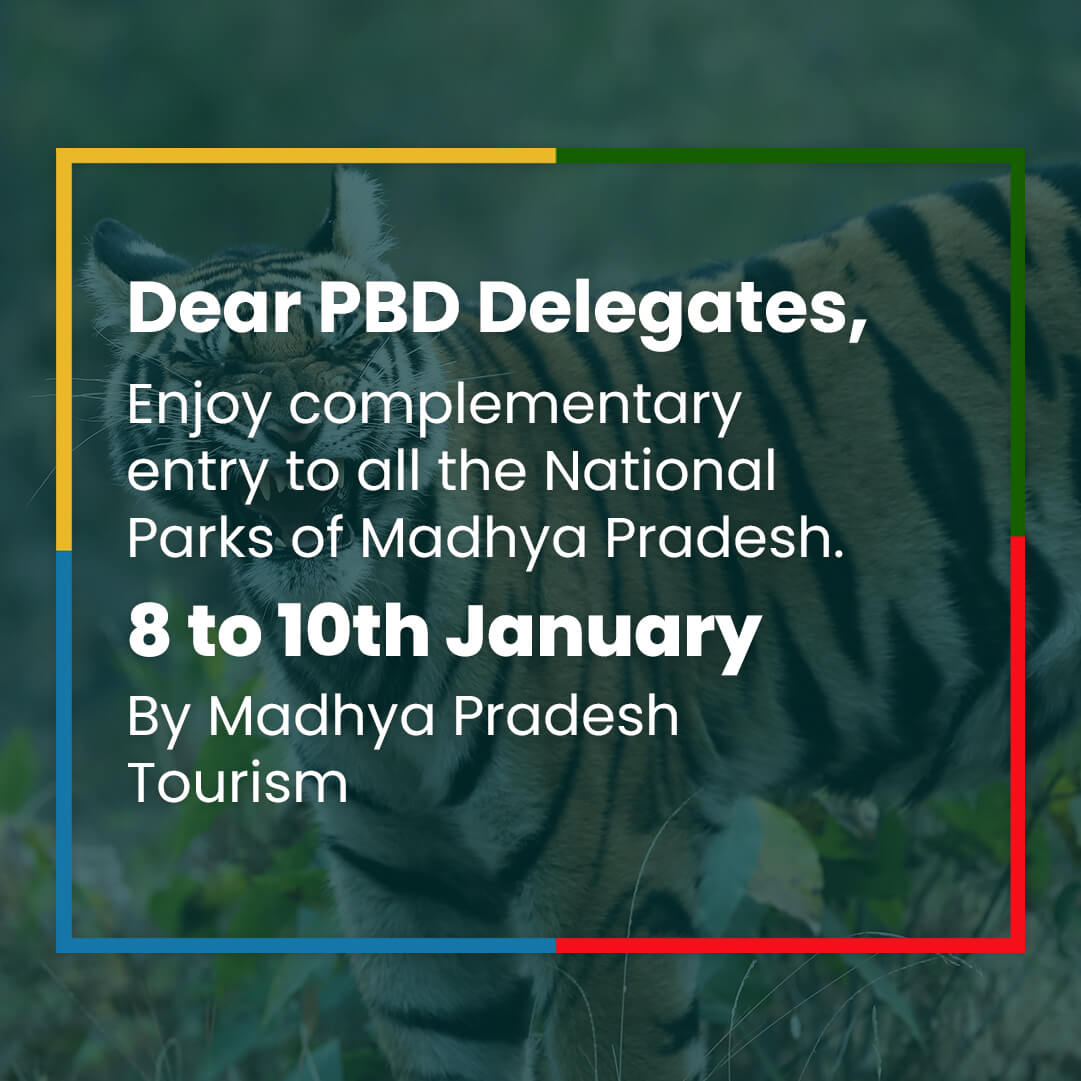 Dear PBD Delegates,
Enjoy complementary
entry to all the National
Parks of Madhya Pradesh.
8 to 10th January
By Madhya Pradesh
Tourism